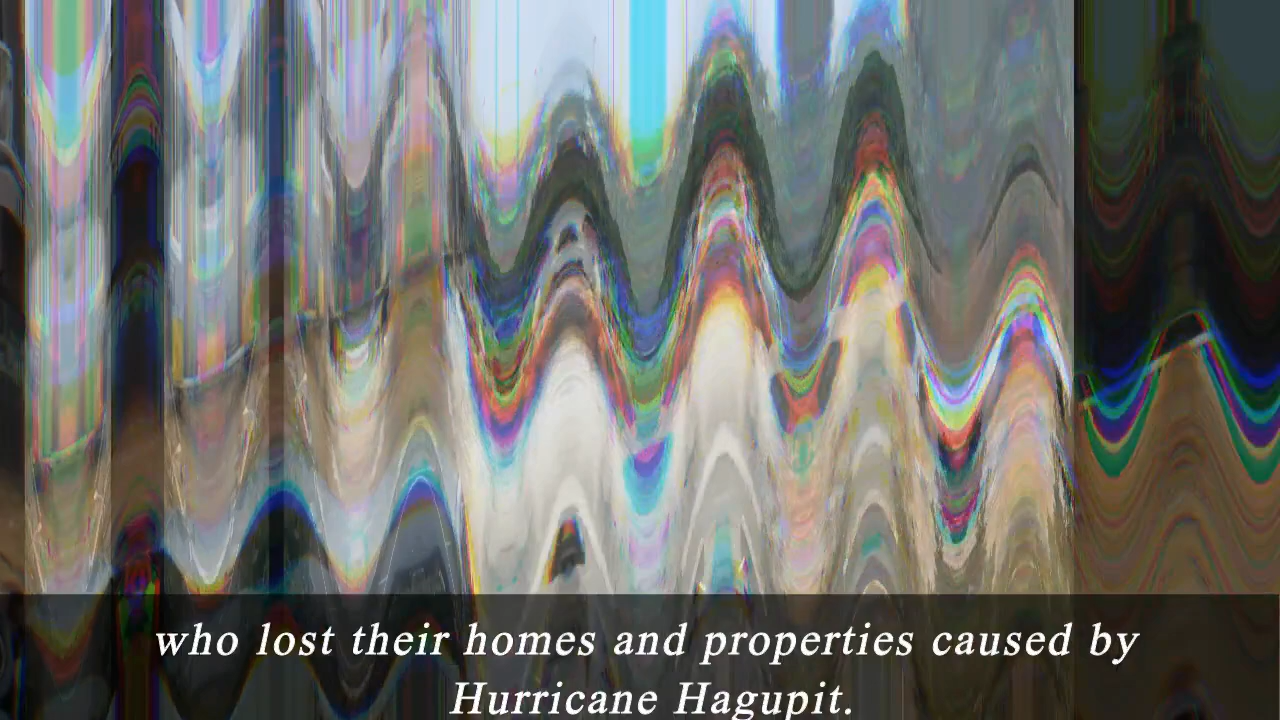 who lost their homes and properties caused by
Hurricane Hagupit.